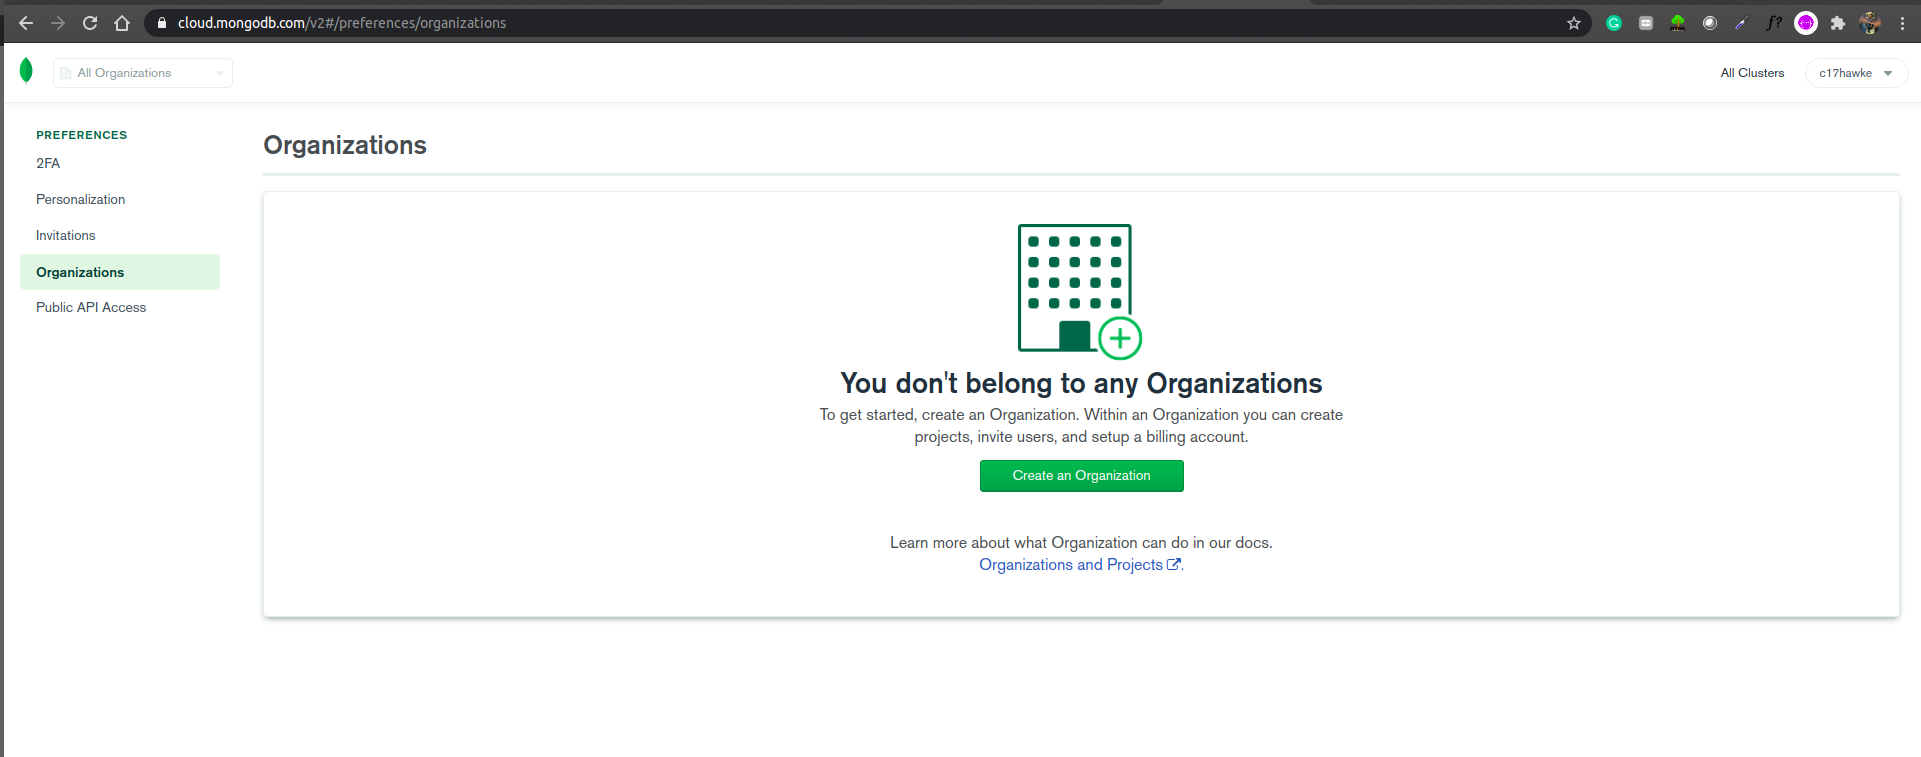 cloud.mongodb.com/v2#/preferences/organizations
f?
All Organizations
All Clusters
c17hawke
PREFERENCES
2FA
Personalization
Invitations
Organizations
Public API Access
Organizations
You don't belong to any Organizations
To get started, create an Organization. Within an Organization you can create
projects, invite users, and setup a billing account.
Create an Organization
Learn more about what Organization can do in our docs.
Organizations and Projects.